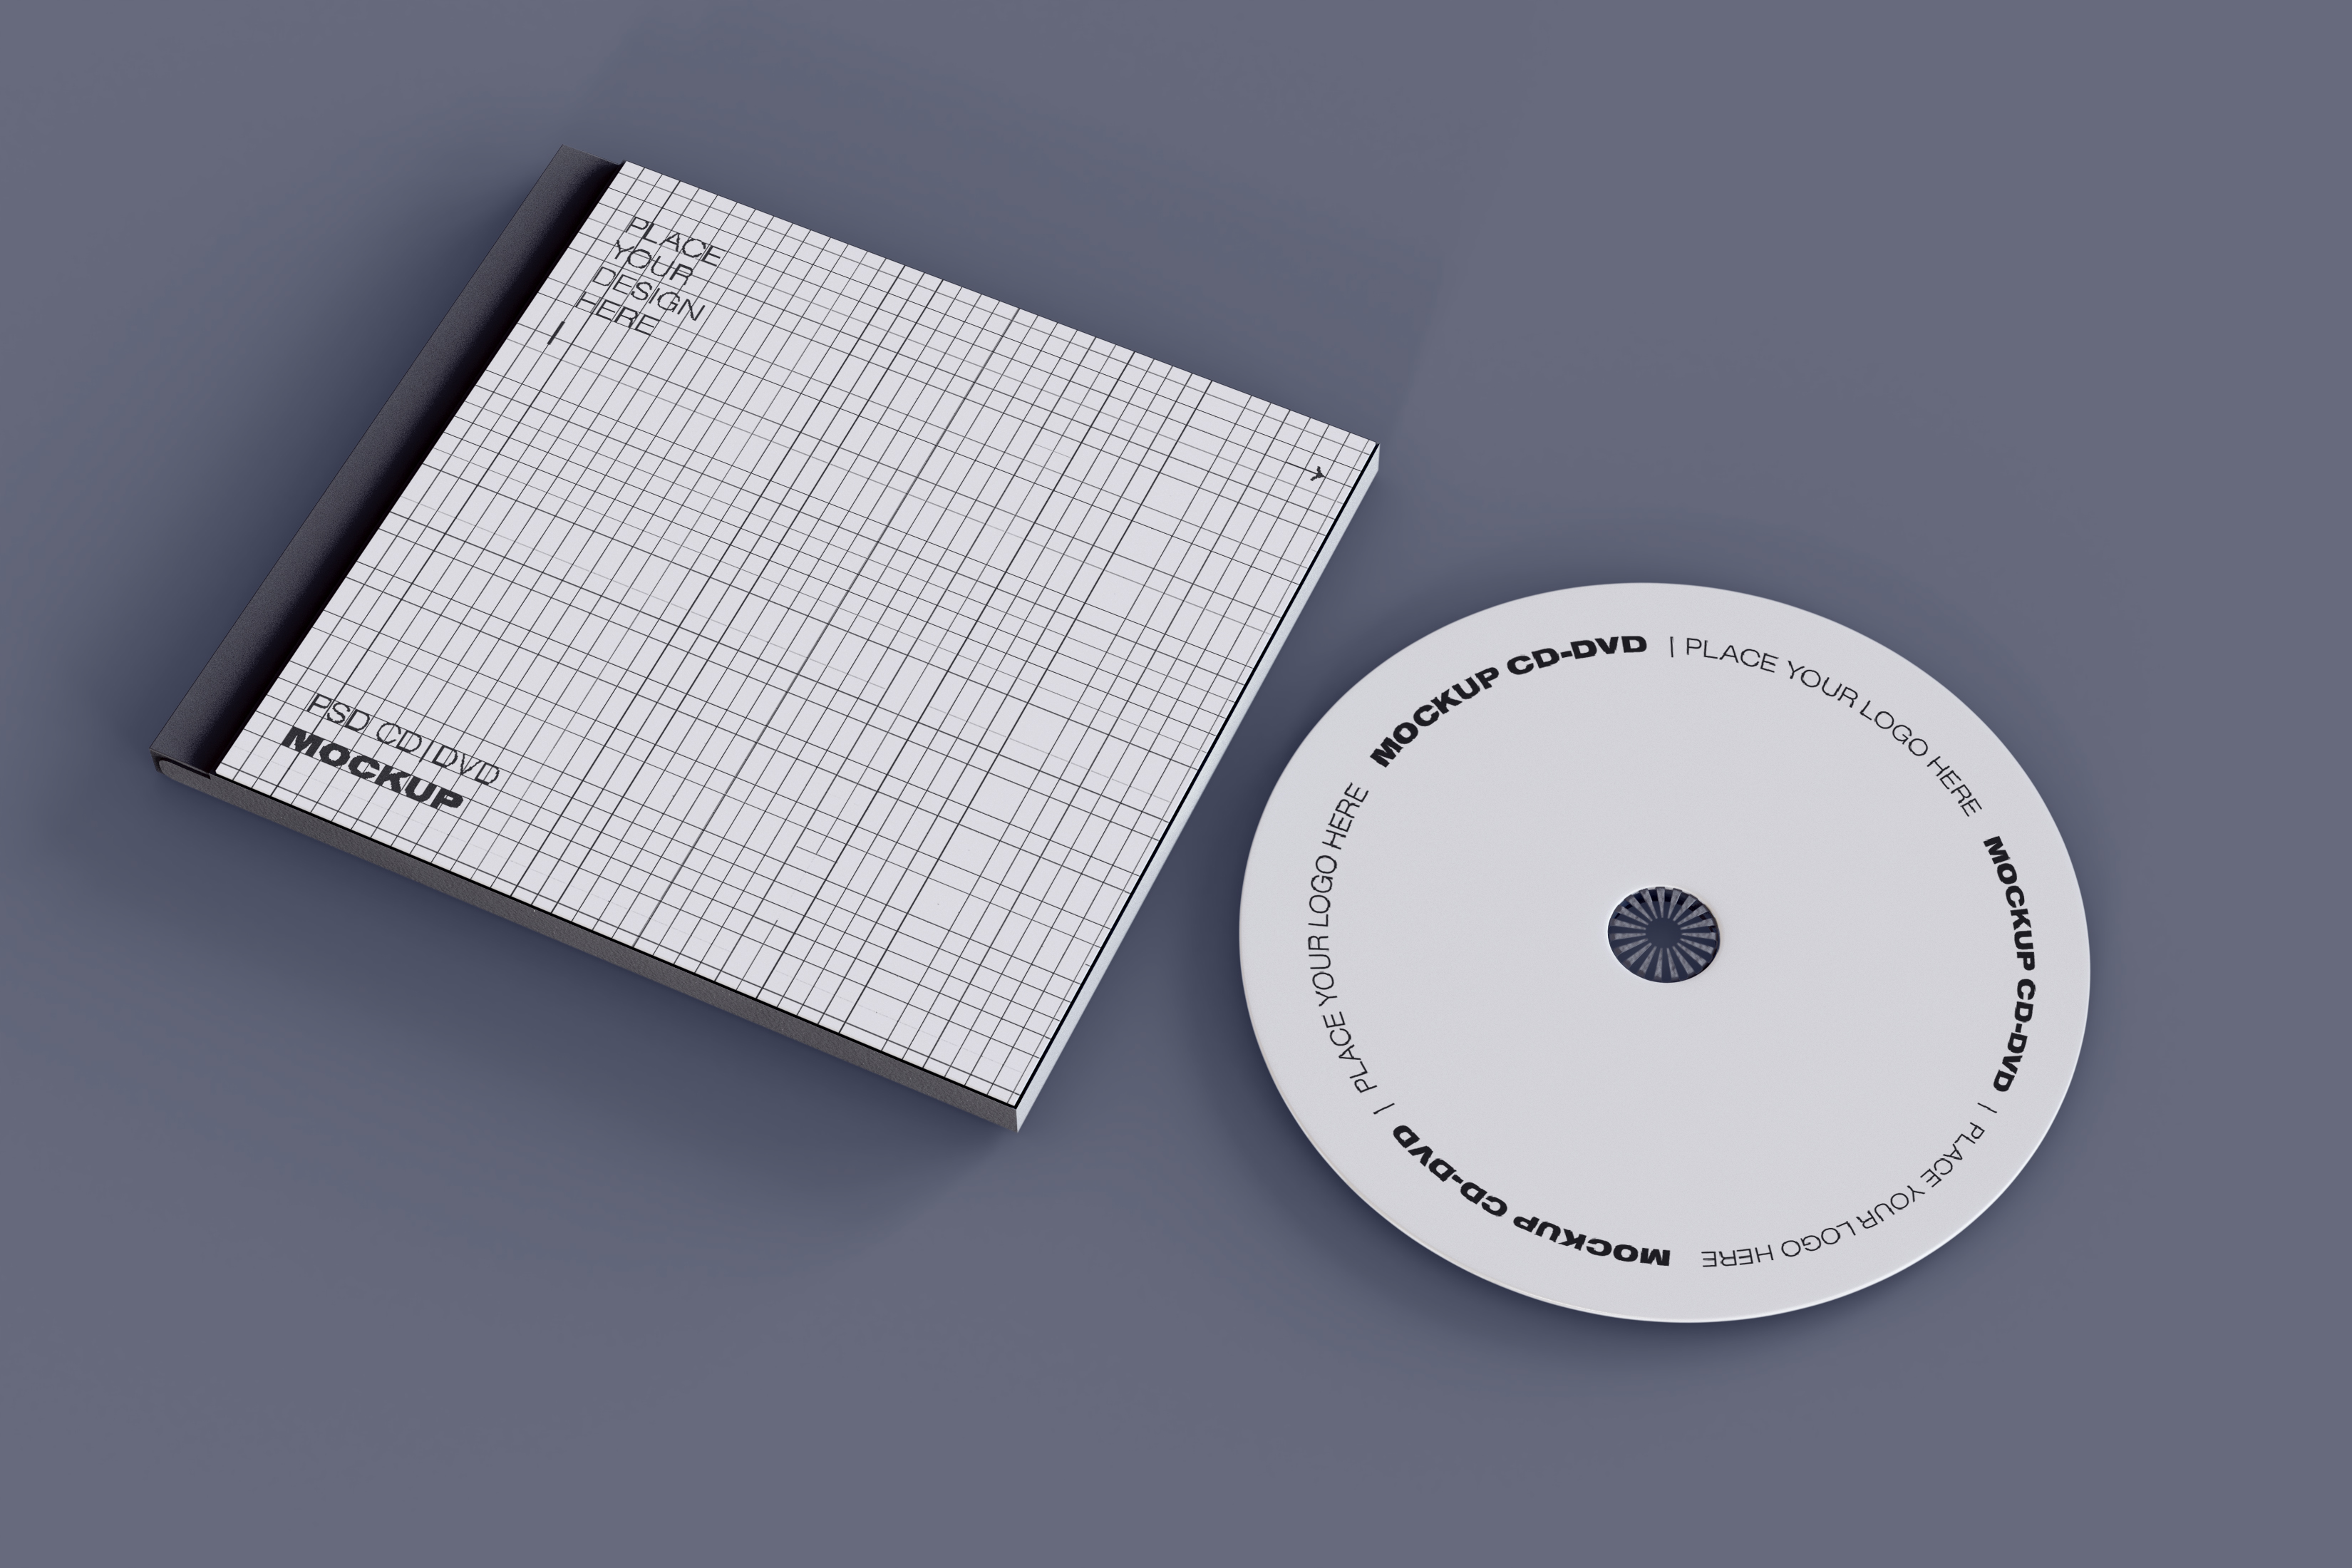 PLACE
YOUR
DESIGN
HERE
PSD CD|DVD
MOCKUP
MOCKUP CD-DVD | PLACE YOUR LOGO HERE
MOCKUP CD-DVD | PLACE YOUR LOGO HERE
MOCKUP CD-DVD | PLACE YOUR LOGO HERE